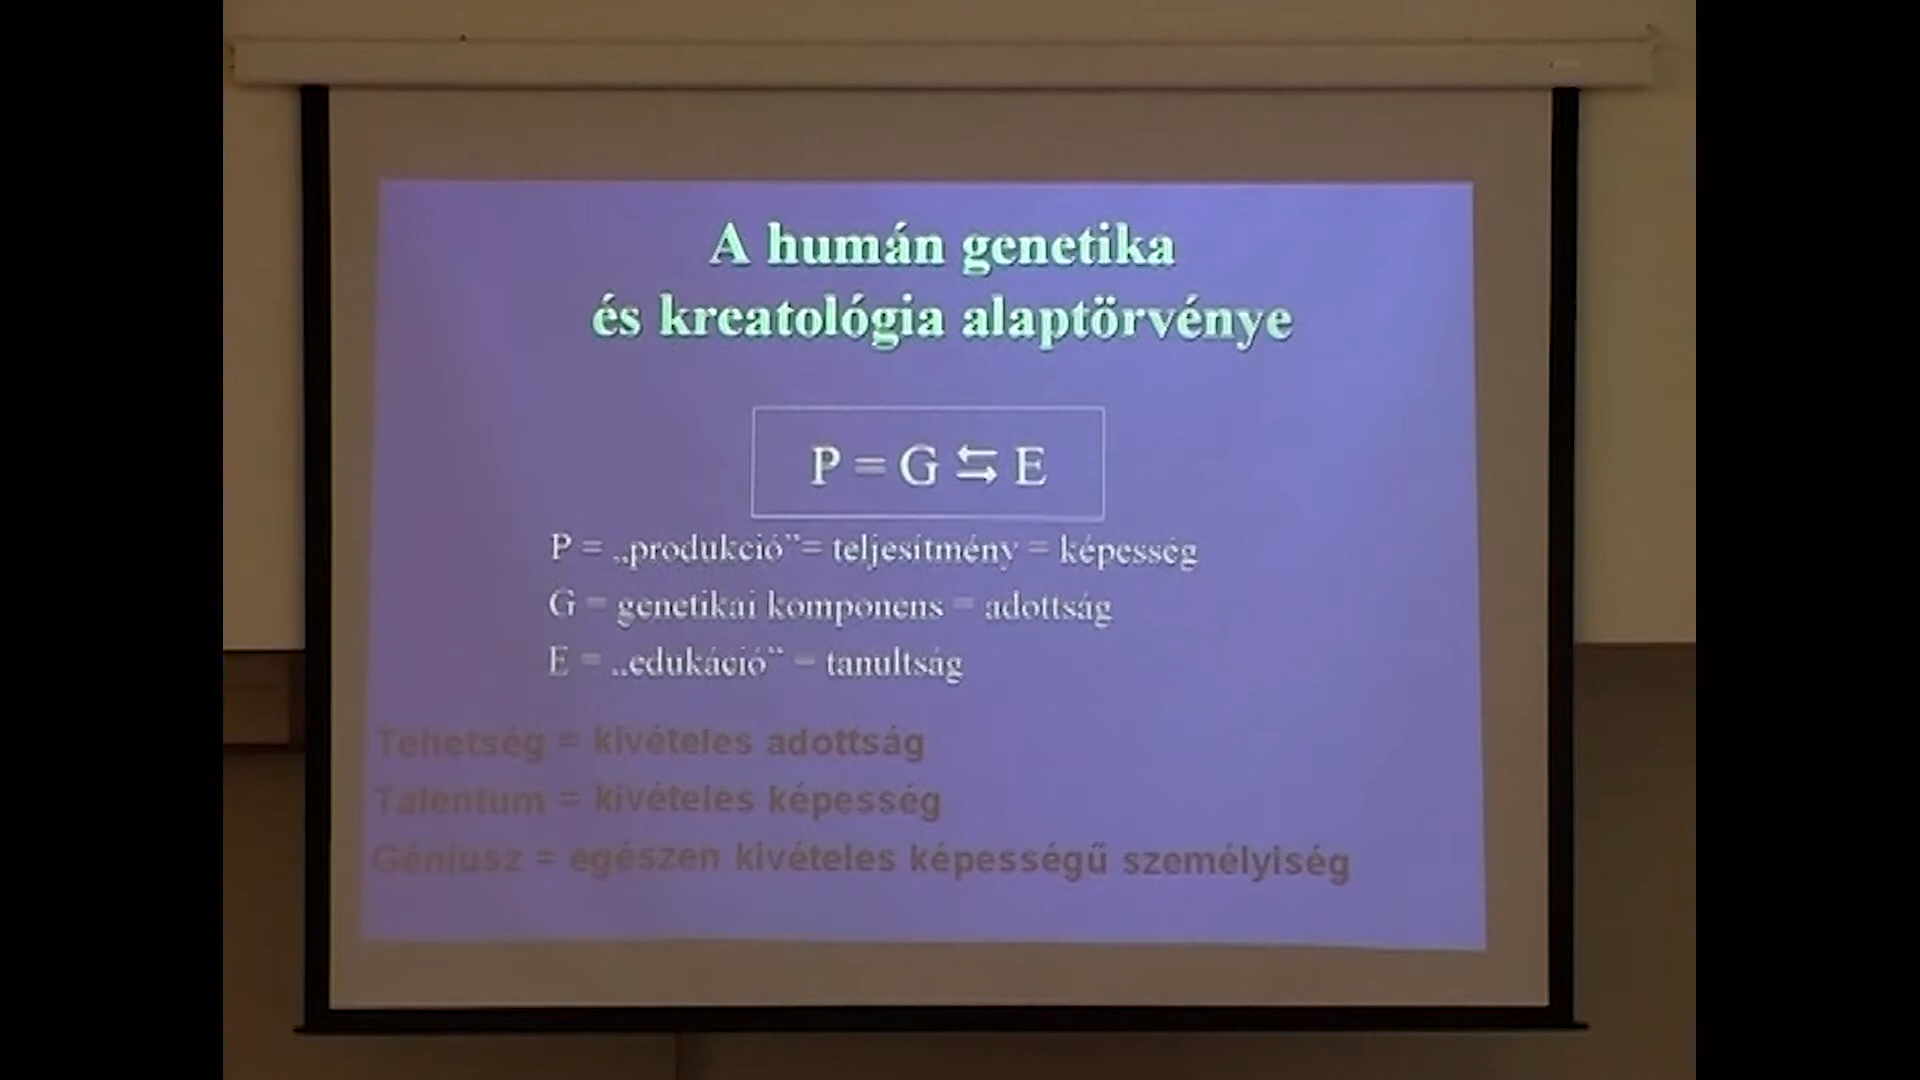 A humán genetika
és kreatológia alaptörvénye
P = G ⇆ E
P = „produkció”= teljesítmény = képesség
G = genetikai komponens = adottság
E = „edukáció” = tanultság
Tehetség = kivételes adottság
Talentum = kivételes képesség
Géniusz = egészen kivételes képességű személyiség